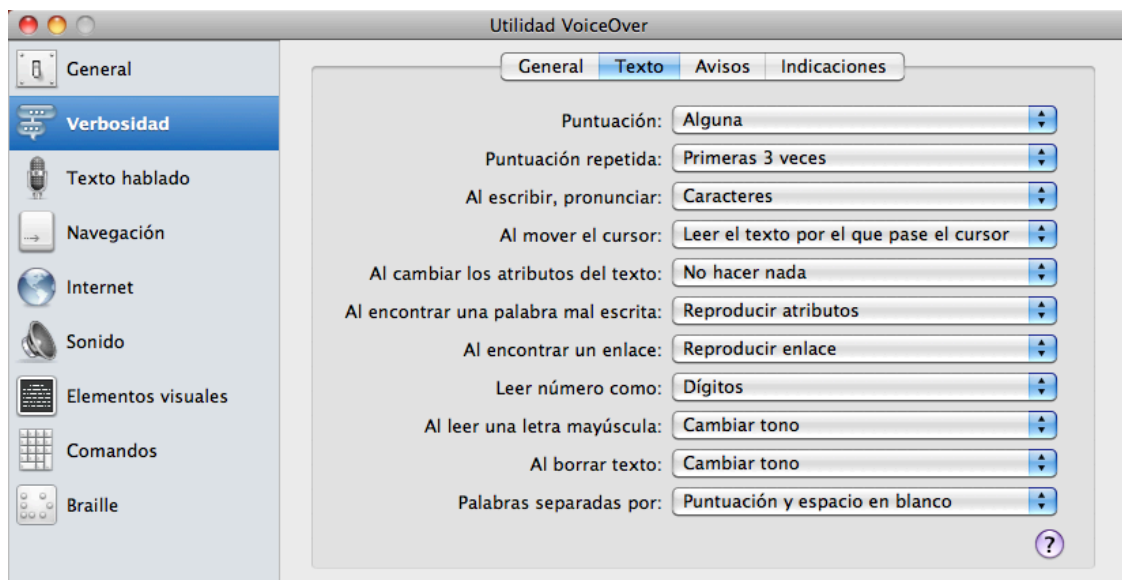 Utilidad VoiceOver
General
Verbosidad
Texto hablado
Navegación
Internet
Sonido
Elementos visuales
Comandos
Braille
General Texto Avisos Indicaciones
Puntuación: Alguna
Puntuación repetida: Primeras 3 veces
Al escribir, pronunciar: Caracteres
Al mover el cursor: Leer el texto por el que pase el cursor
Al cambiar los atributos del texto: No hacer nada
Al encontrar una palabra mal escrita: Reproducir atributos
Al encontrar un enlace: Reproducir enlace
Leer número como: Dígitos
Al leer una letra mayúscula: Cambiar tono
Al borrar texto: Cambiar tono
Palabras separadas por: Puntuación y espacio en blanco
?